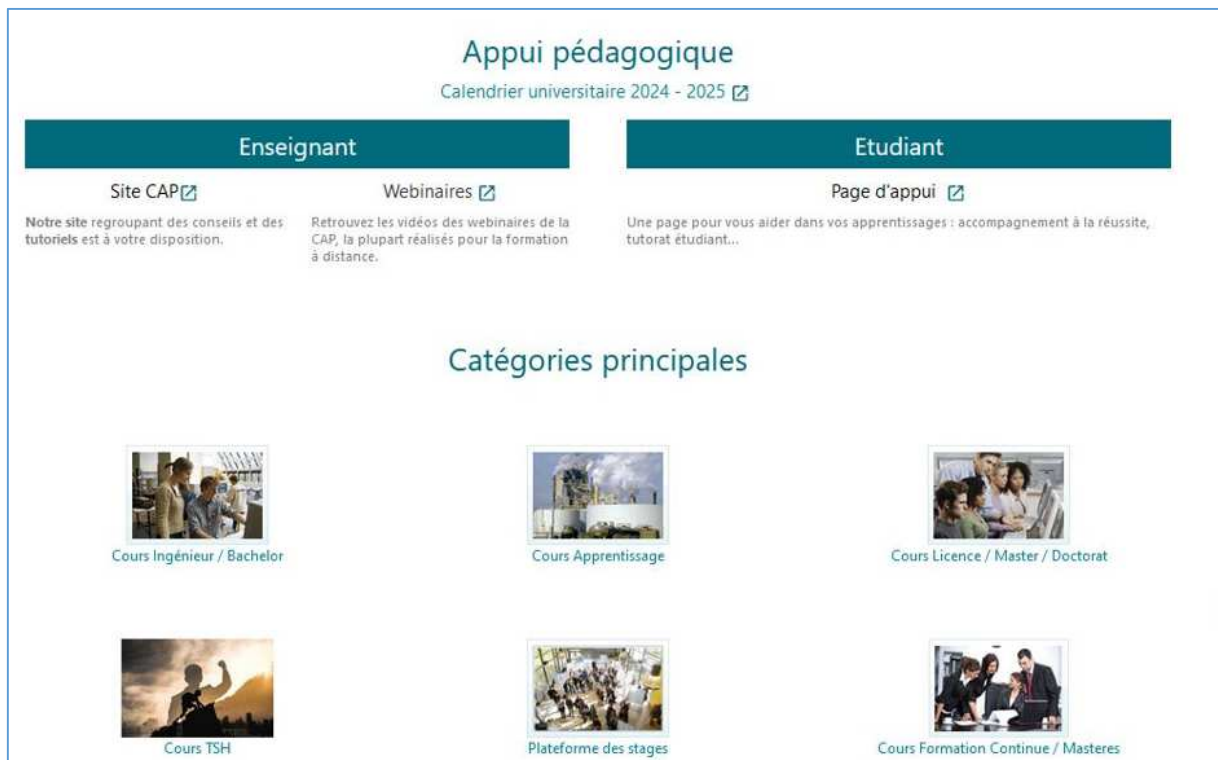 Appui pédagogique
Calendrier universitaire 2024 - 2025
Enseignant
Site CAP
Notre site regroupant des conseils et des
tutoriels est à votre disposition.
Webinaires
Retrouvez les vidéos des webinaires de la
CAP, la plupart réalisés pour la formation
à distance.
Etudiant
Page d'appui
Une page pour vous aider dans vos apprentissages : accompagnement à la réussite,
tutorat étudiant...
Catégories principales
Cours Ingénieur / Bachelor
Cours Apprentissage
Cours Licence / Master / Doctorat
Cours TSH
Plateforme des stages
Cours Formation Continue / Masteres